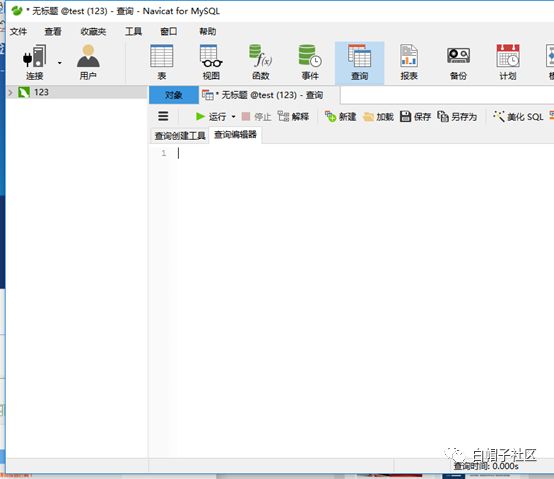 * 无标题 @test (123) - 查询 - Navicat for MySQL
文件 查看 收藏夹 工具 窗口 帮助
连接 用户 表 视图 函数 事件 查询 报表 备份 计划
123
对象 * 无标题 @test (123) - 查询
运行 停止 解释 新建 加载 保存 另存为 美化 SQL
查询创建工具 查询编辑器
1
白帽子社区
查询时间: 0.000s